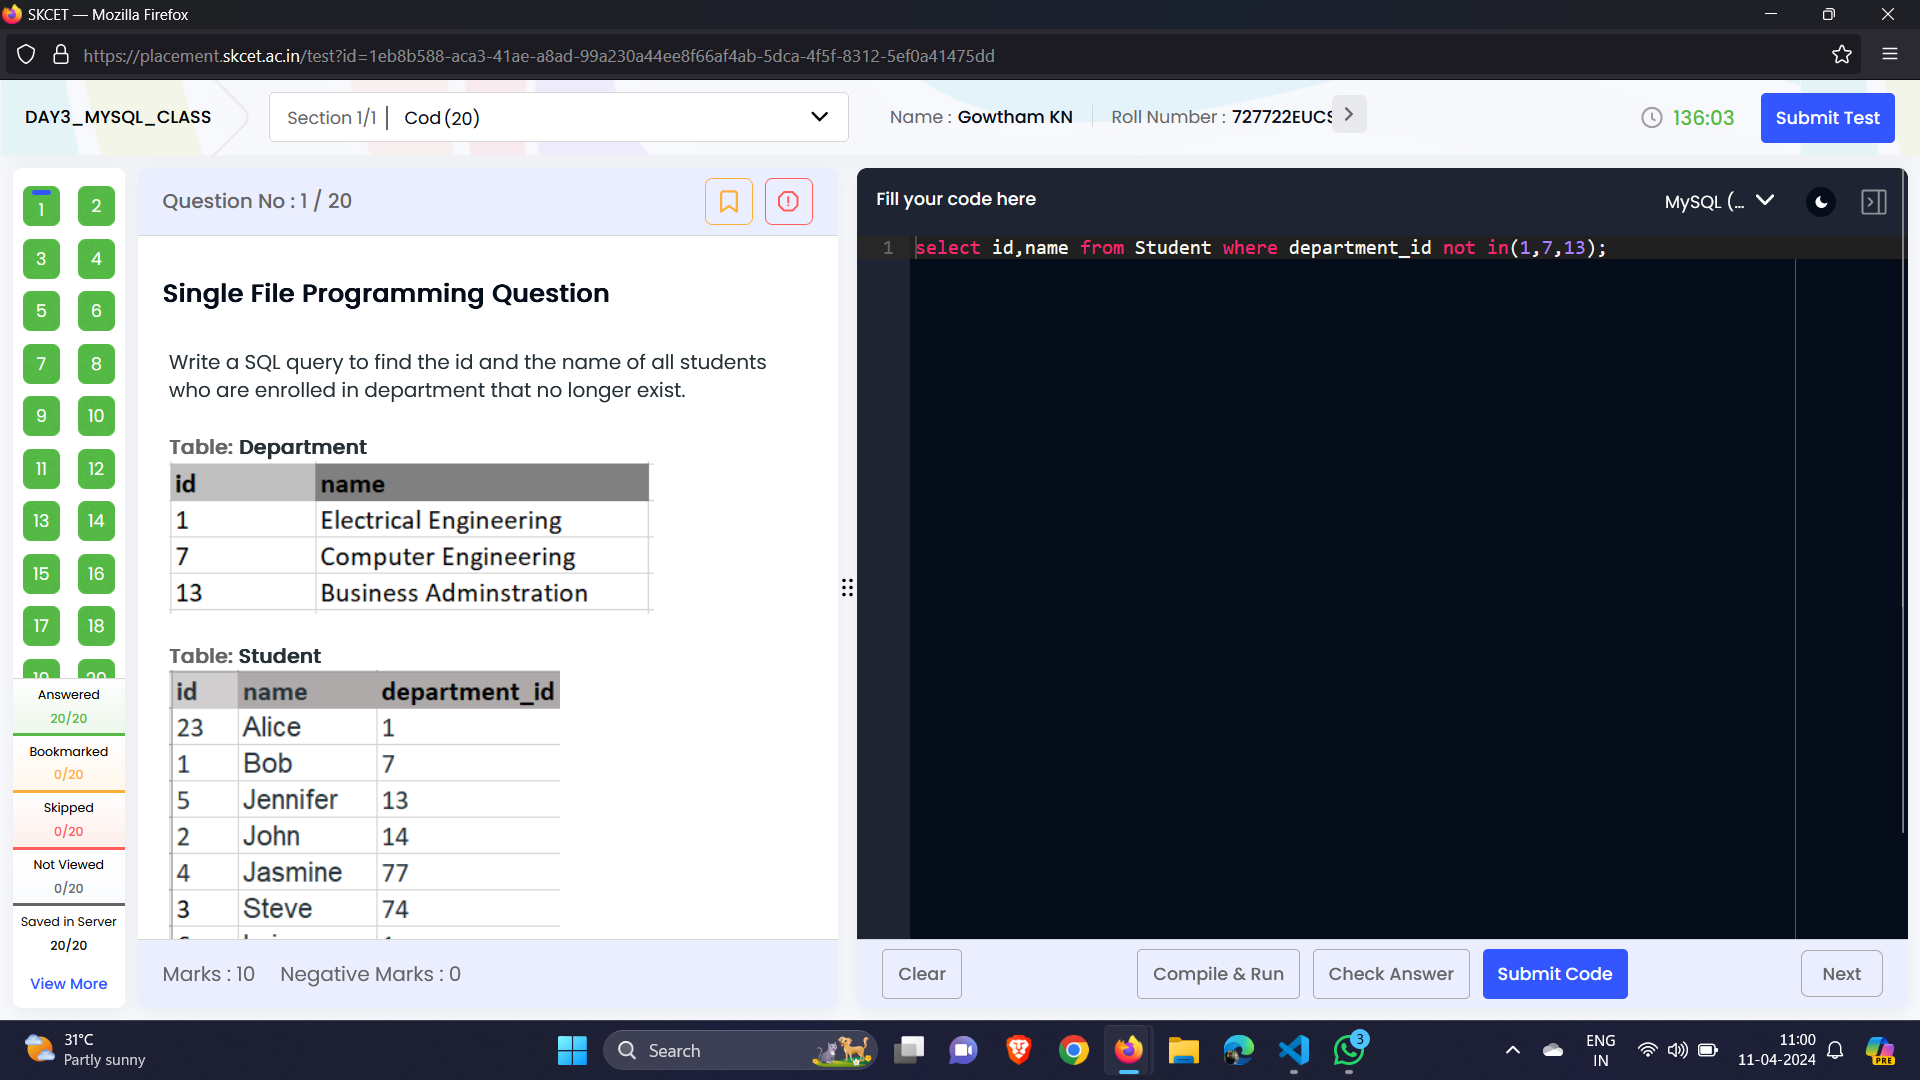 SKCET — Mozilla Firefox
https://placement.skcet.ac.in/test?id=1eb8b588-aca3-41ae-a8ad-99a230a44ee8f66af4ab-5dca-4f5f-8312-5ef0a41475dd
DAY3_MYSQL_CLASS
Section 1/1 | Cod (20)
Name : Gowtham KN
Roll Number : 727722EUCS
136:03
Submit Test
1 2
3 4
5 6
7 8
9 10
11 12
13 14
15 16
17 18
19 20
Answered
20/20
Bookmarked
0/20
Skipped
0/20
Not Viewed
0/20
Saved in Server
20/20
View More
Question No : 1 / 20
Single File Programming Question
Write a SQL query to find the id and the name of all students
who are enrolled in department that no longer exist.
Table: Department
id name
1 Electrical Engineering
7 Computer Engineering
13 Business Adminstration
Table: Student
id name department_id
23 Alice 1
1 Bob 7
5 Jennifer 13
2 John 14
4 Jasmine 77
3 Steve 74
Marks : 10 Negative Marks : 0
Fill your code here
MySQL (...
1 select id,name from Student where department_id not in(1,7,13);
Clear
Compile & Run
Check Answer
Submit Code
Next
31°C
Partly sunny
Search
3
ENG
IN
11:00
11-04-2024
PRE